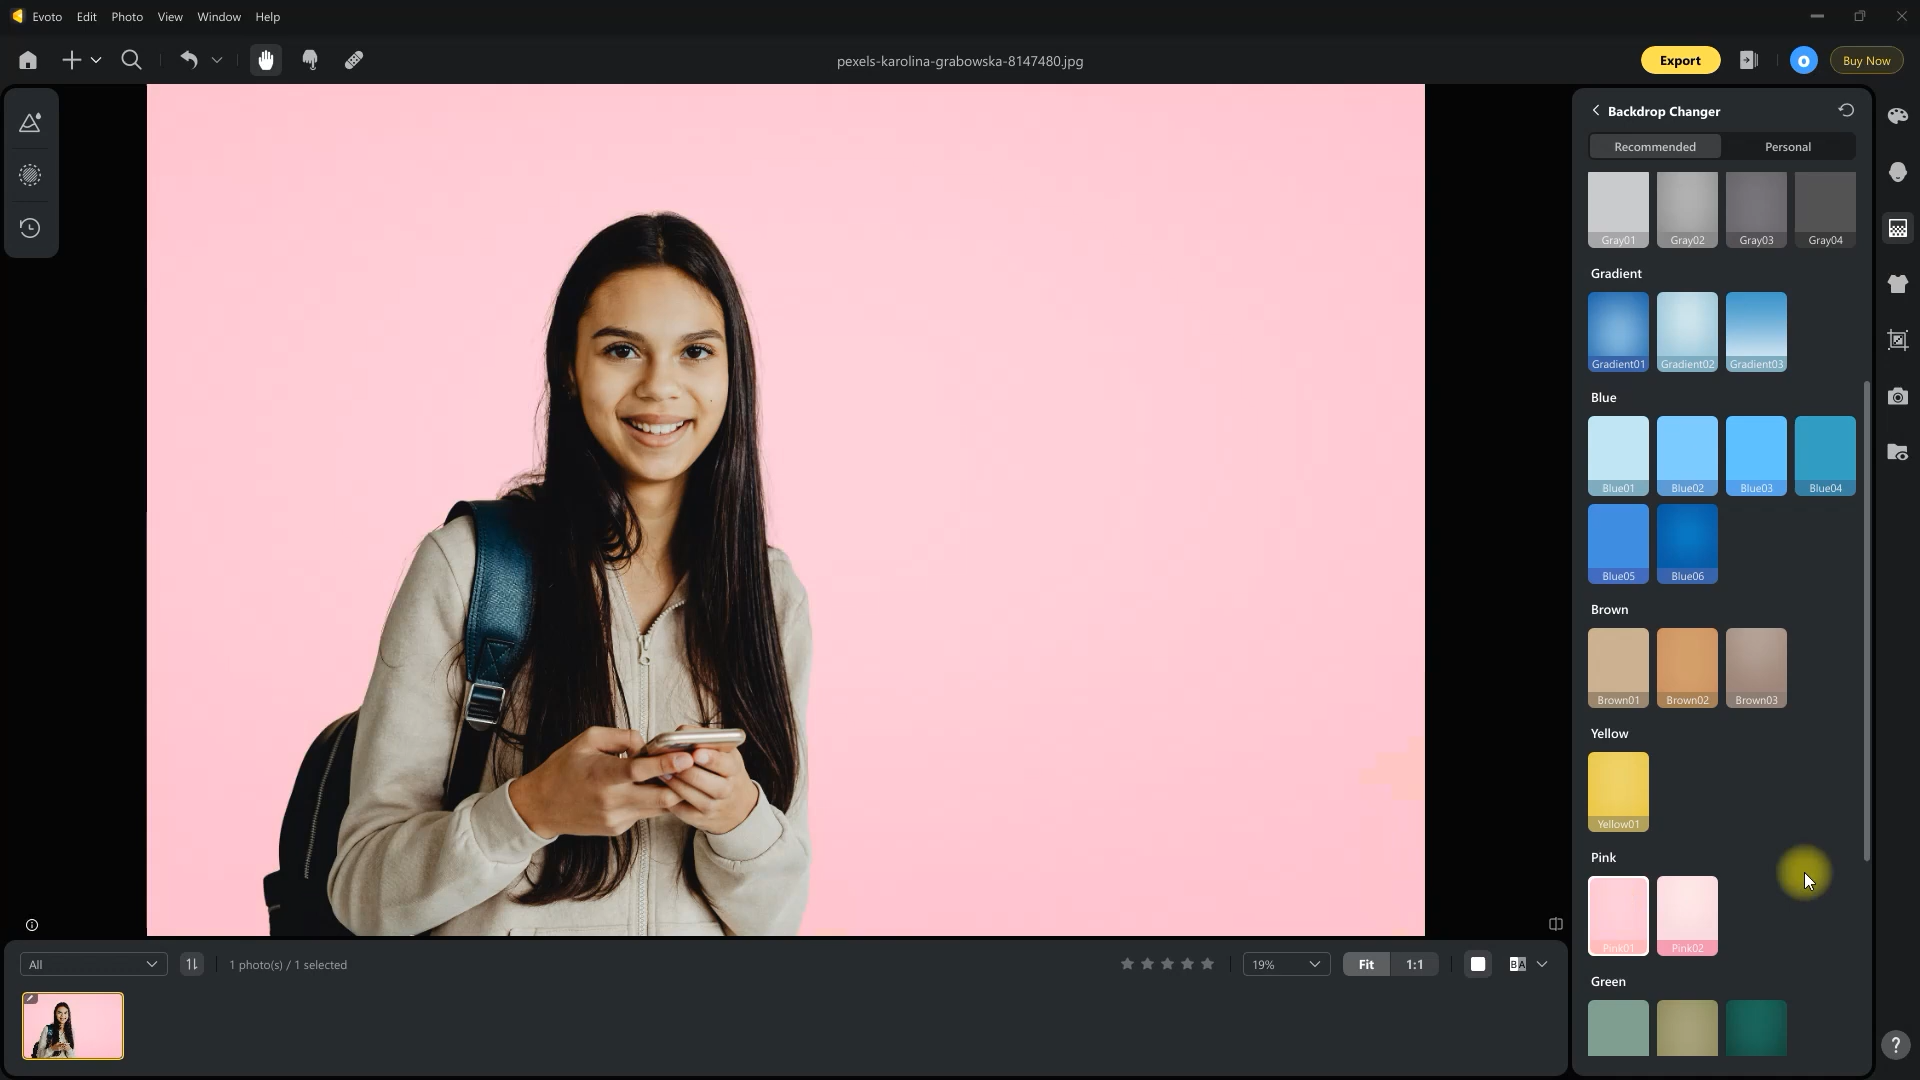 Evoto Edit Photo View Window Help
pexels-karolina-grabowska-8147480.jpg
Export
Buy Now
Backdrop Changer
Recommended Personal
Gray01 Gray02 Gray03 Gray04
Gradient
Gradient01 Gradient02 Gradient03
Blue
Blue01 Blue02 Blue03 Blue04
Blue05 Blue06
Brown
Brown01 Brown02 Brown03
Yellow
Yellow01
Pink
Pink01 Pink02
Green
All
1 photo(s) / 1 selected
19%
Fit
1:1
B A
?